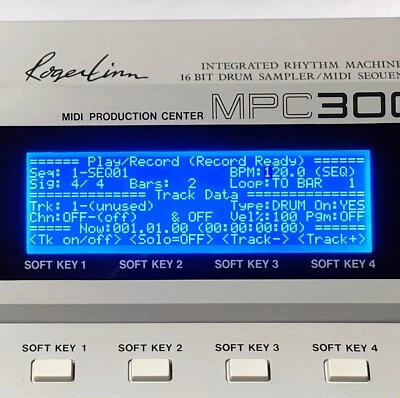 Roger Linn
INTEGRATED RHYTHM MACHINE
16 BIT DRUM SAMPLER/MIDI SEQUEN
MIDI PRODUCTION CENTER MPC300
====== Play/Record (Record Ready) ======
Seq: 1-SEQ01 BPM:120.0 (SEQ)
Sig: 4/ 4 Bars: 2 Loop:TO BAR 1
============== Track Data ==============
Trk: 1-(unused) Type:DRUM On:YES
Chn:OFF-(off) & OFF Vel%:100 Pgm:OFF
===== Now:001.01.00 (00:00:00:00) =====
<Tk on/off> <Solo=OFF> <Track-> <Track+>
SOFT KEY 1 SOFT KEY 2 SOFT KEY 3 SOFT KEY 4
SOFT KEY 1 SOFT KEY 2 SOFT KEY 3 SOFT KEY 4